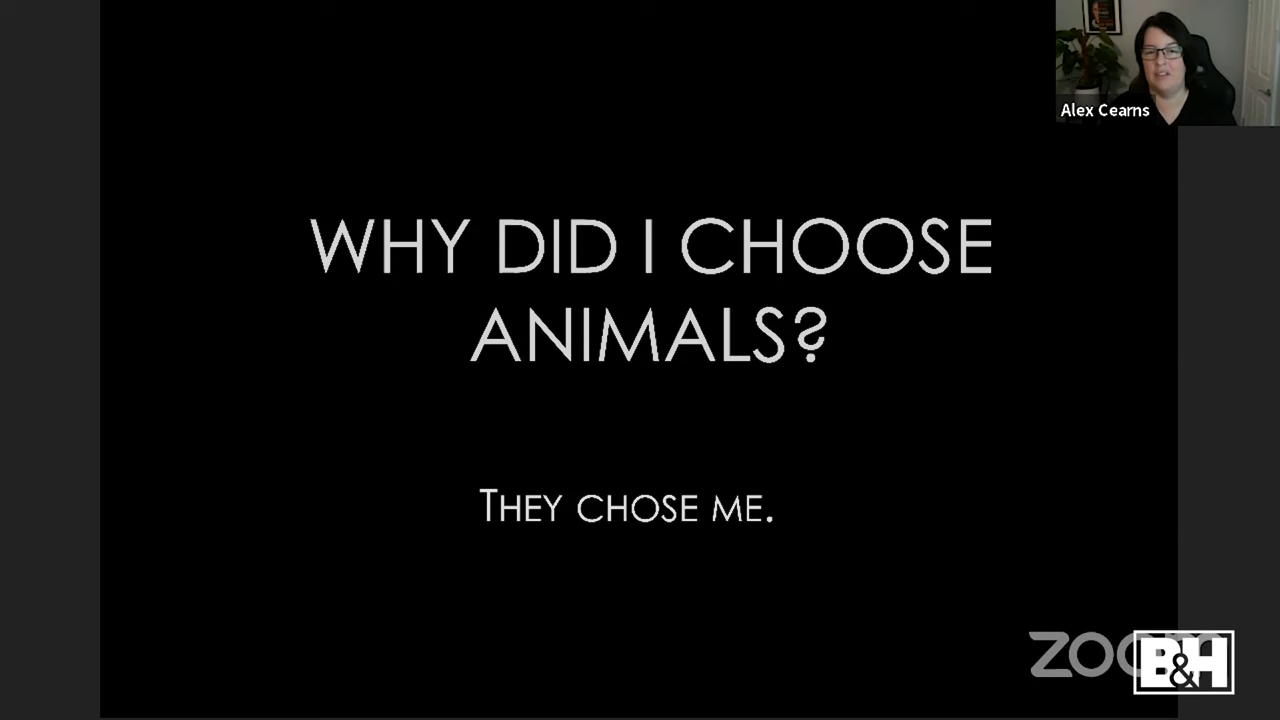 Alex Cearns
WHY DID I CHOOSE
ANIMALS?
THEY CHOSE ME.
zoom
B&H